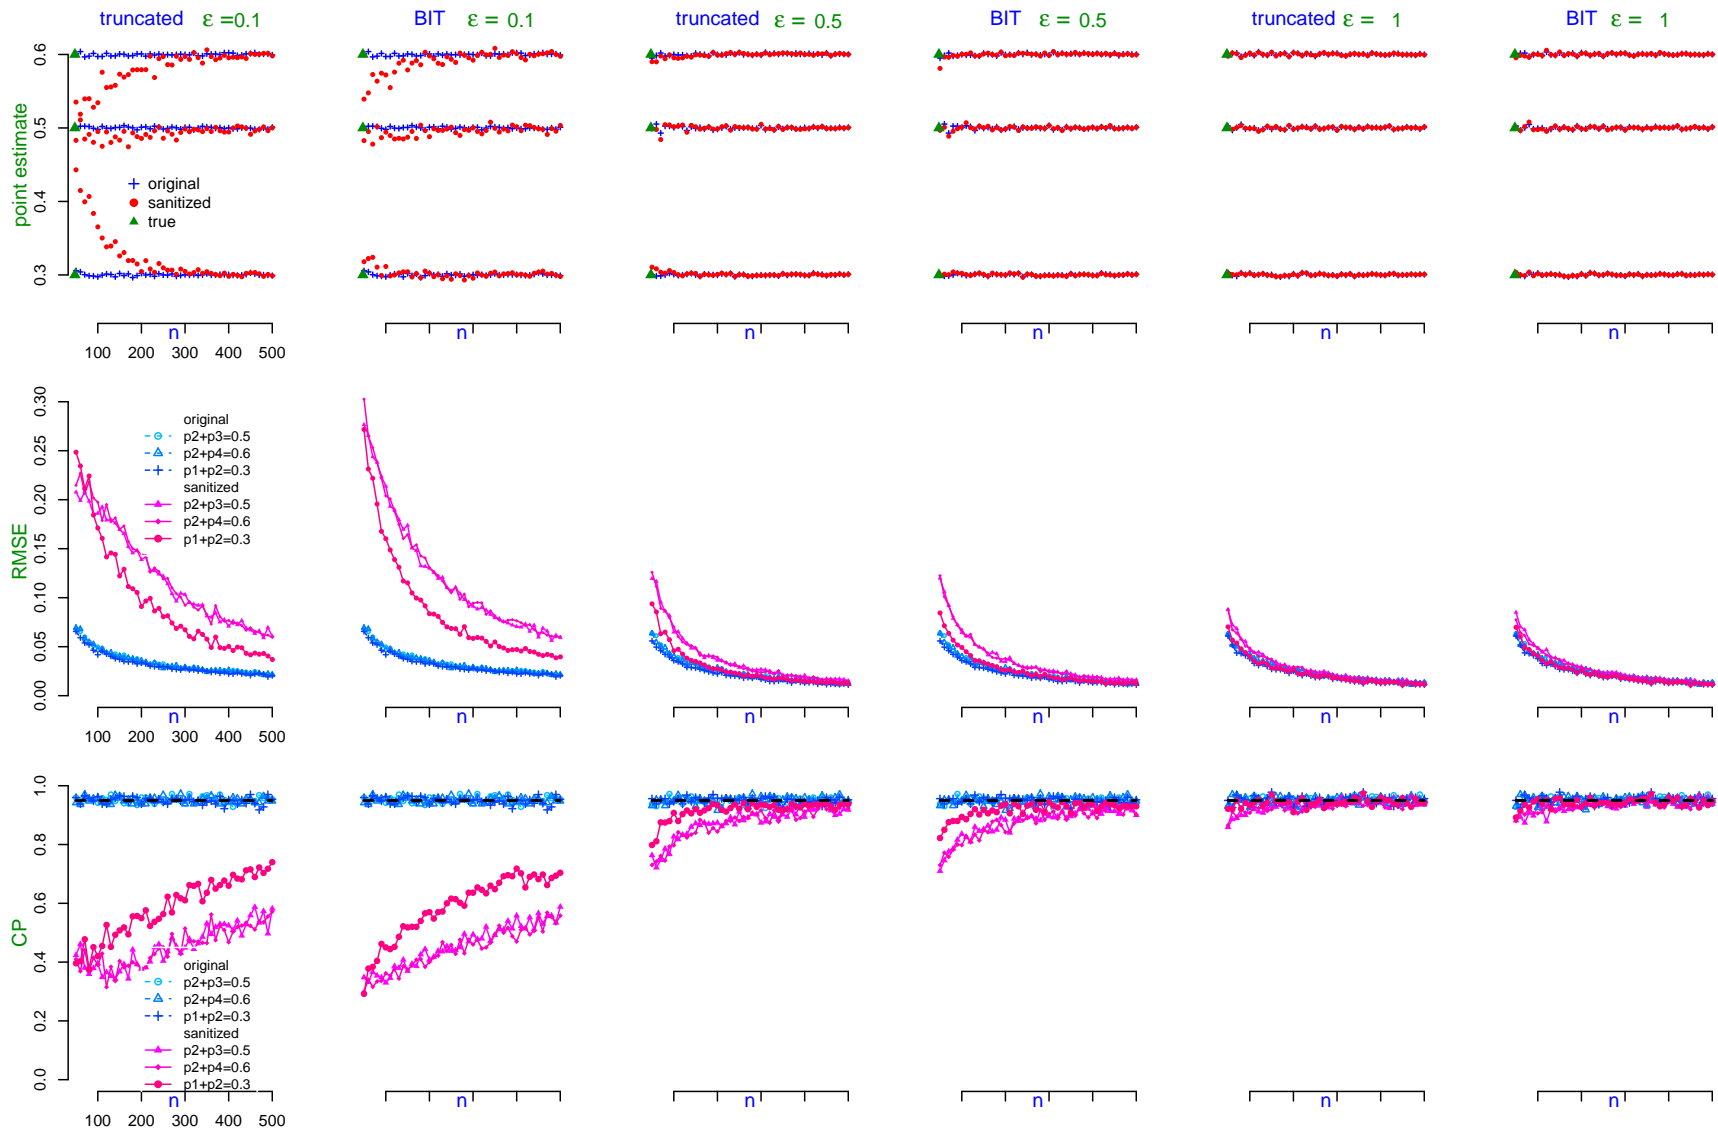 truncated ε =0.1 BIT ε = 0.1 truncated ε = 0.5 BIT ε = 0.5 truncated ε = 1 BIT ε = 1
point estimate
0.6
0.5
0.4
0.3
original
sanitized
true
n n n n n n
100 200 300 400 500
RMSE
0.30
0.25
0.20
0.15
0.10
0.05
0.00
original
p2+p3=0.5
p2+p4=0.6
p1+p2=0.3
sanitized
p2+p3=0.5
p2+p4=0.6
p1+p2=0.3
n n n n n n
100 200 300 400 500
CP
1.0
0.8
0.6
0.4
0.2
0.0
original
p2+p3=0.5
p2+p4=0.6
p1+p2=0.3
sanitized
p2+p3=0.5
p2+p4=0.6
p1+p2=0.3
n n n n n n
100 200 300 400 500